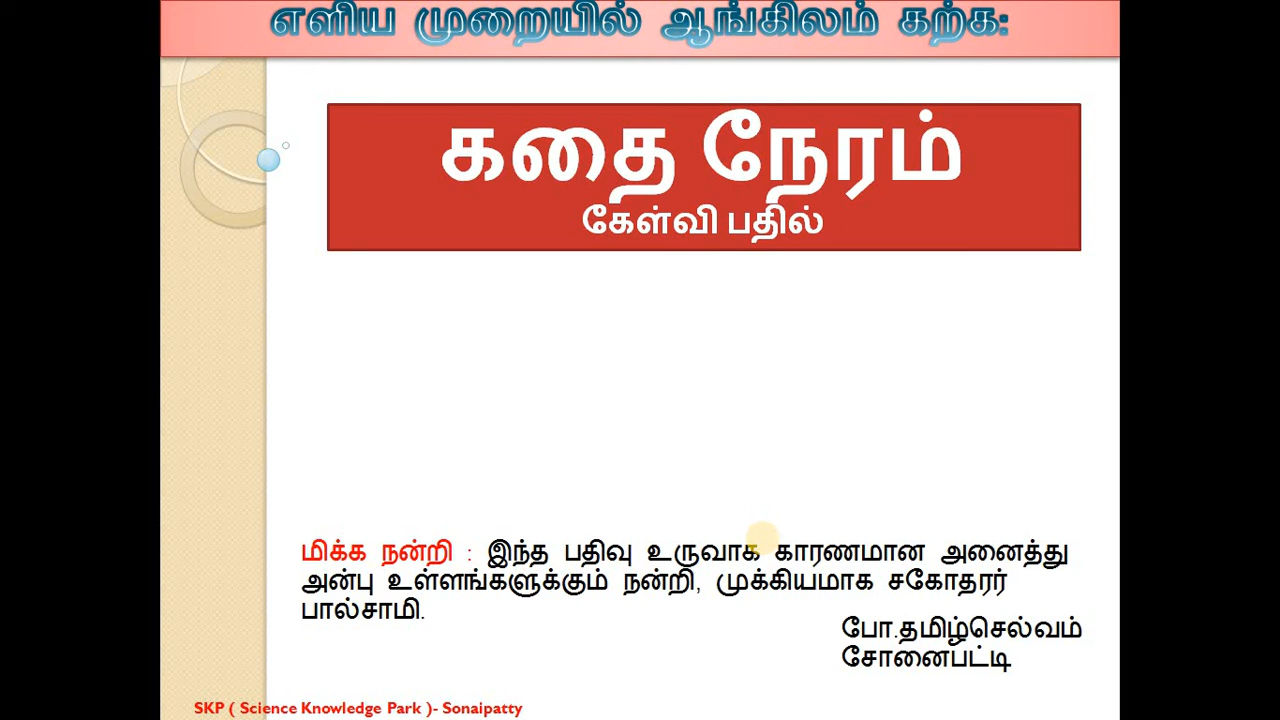 எளிய முறையில் ஆங்கிலம் கற்க:
கதை நேரம்
கேள்வி பதில்
மிக்க நன்றி : இந்த பதிவு உருவாக காரணமான அனைத்து
அன்பு உள்ளங்களுக்கும் நன்றி, முக்கியமாக சகோதரர்
பால்சாமி.
போ.தமிழ்செல்வம்
சோனைபட்டி
SKP ( Science Knowledge Park )- Sonaipatty